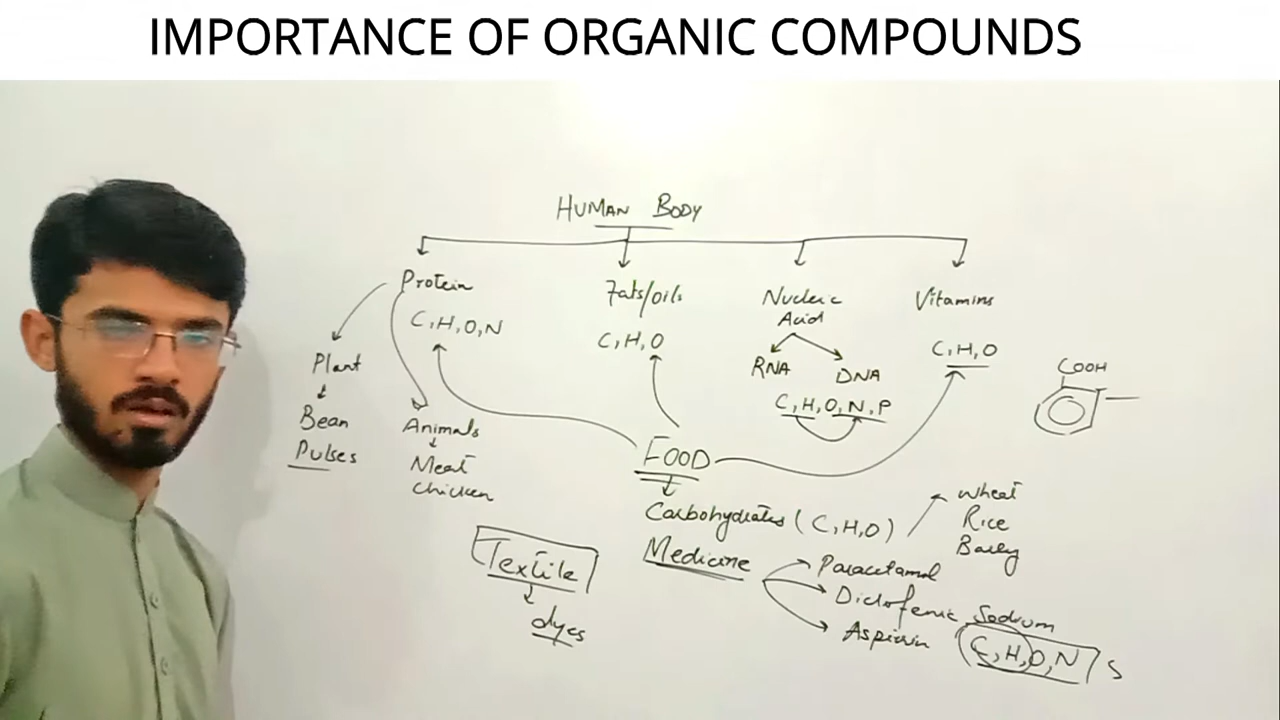 IMPORTANCE OF ORGANIC COMPOUNDS
HUMAN BODY
Protein
C,H,O,N
Plant
Bean
Pulses
Animals
Meat
chicken
Fats/oils
C,H,O
Nucleic
Acid
RNA
DNA
C,H,O,N,P
Vitamins
C,H,O
COOH
FOOD
Carbohydrates (C,H,O)
Wheat
Rice
Barley
Medicine
Paracetamol
Diclofenic Sodium
Aspirin
C,H,O,N S
Textile
dyes